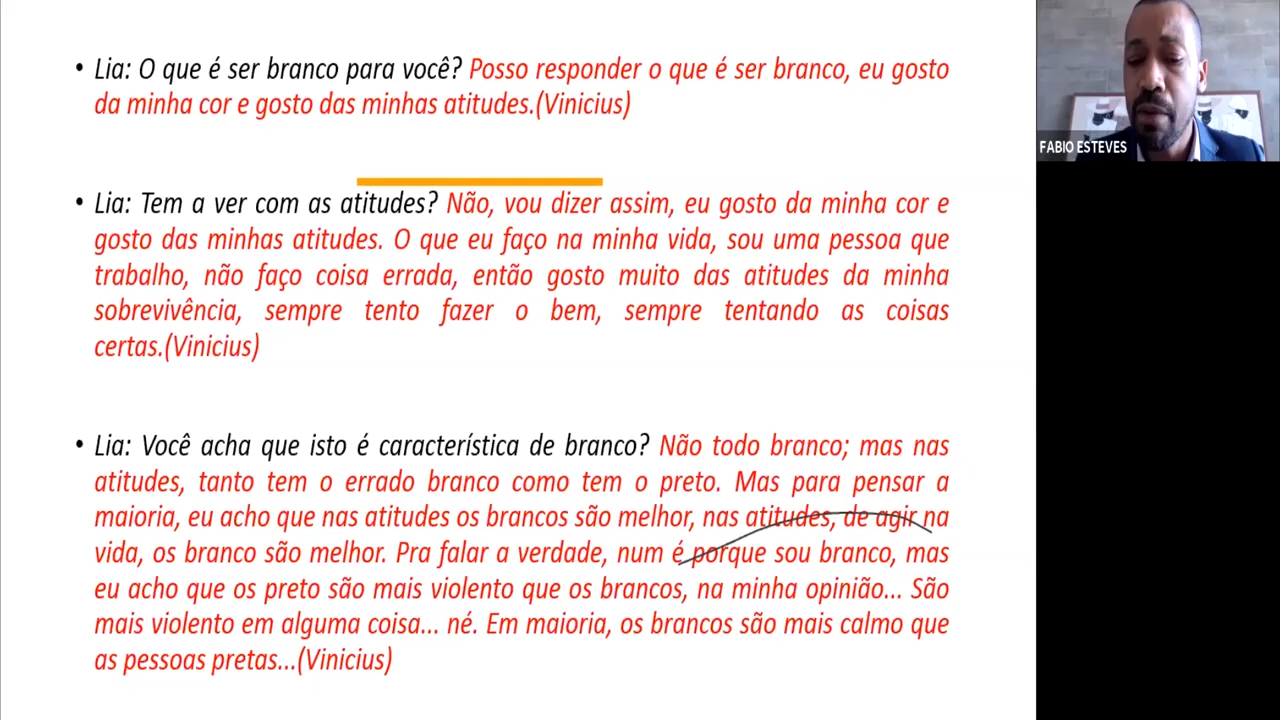 • Lia: O que é ser branco para você? Posso responder o que é ser branco, eu gosto
da minha cor e gosto das minhas atitudes.(Vinicius)
FABIO ESTEVES
• Lia: Tem a ver com as atitudes? Não, vou dizer assim, eu gosto da minha cor e
gosto das minhas atitudes. O que eu faço na minha vida, sou uma pessoa que
trabalho, não faço coisa errada, então gosto muito das atitudes da minha
sobrevivência, sempre tento fazer o bem, sempre tentando as coisas
certas.(Vinicius)
• Lia: Você acha que isto é característica de branco? Não todo branco; mas nas
atitudes, tanto tem o errado branco como tem o preto. Mas para pensar a
maioria, eu acho que nas atitudes os brancos são melhor, nas atitudes, de agir na
vida, os branco são melhor. Pra falar a verdade, num é porque sou branco, mas
eu acho que os preto são mais violento que os brancos, na minha opinião... São
mais violento em alguma coisa... né. Em maioria, os brancos são mais calmo que
as pessoas pretas...(Vinicius)